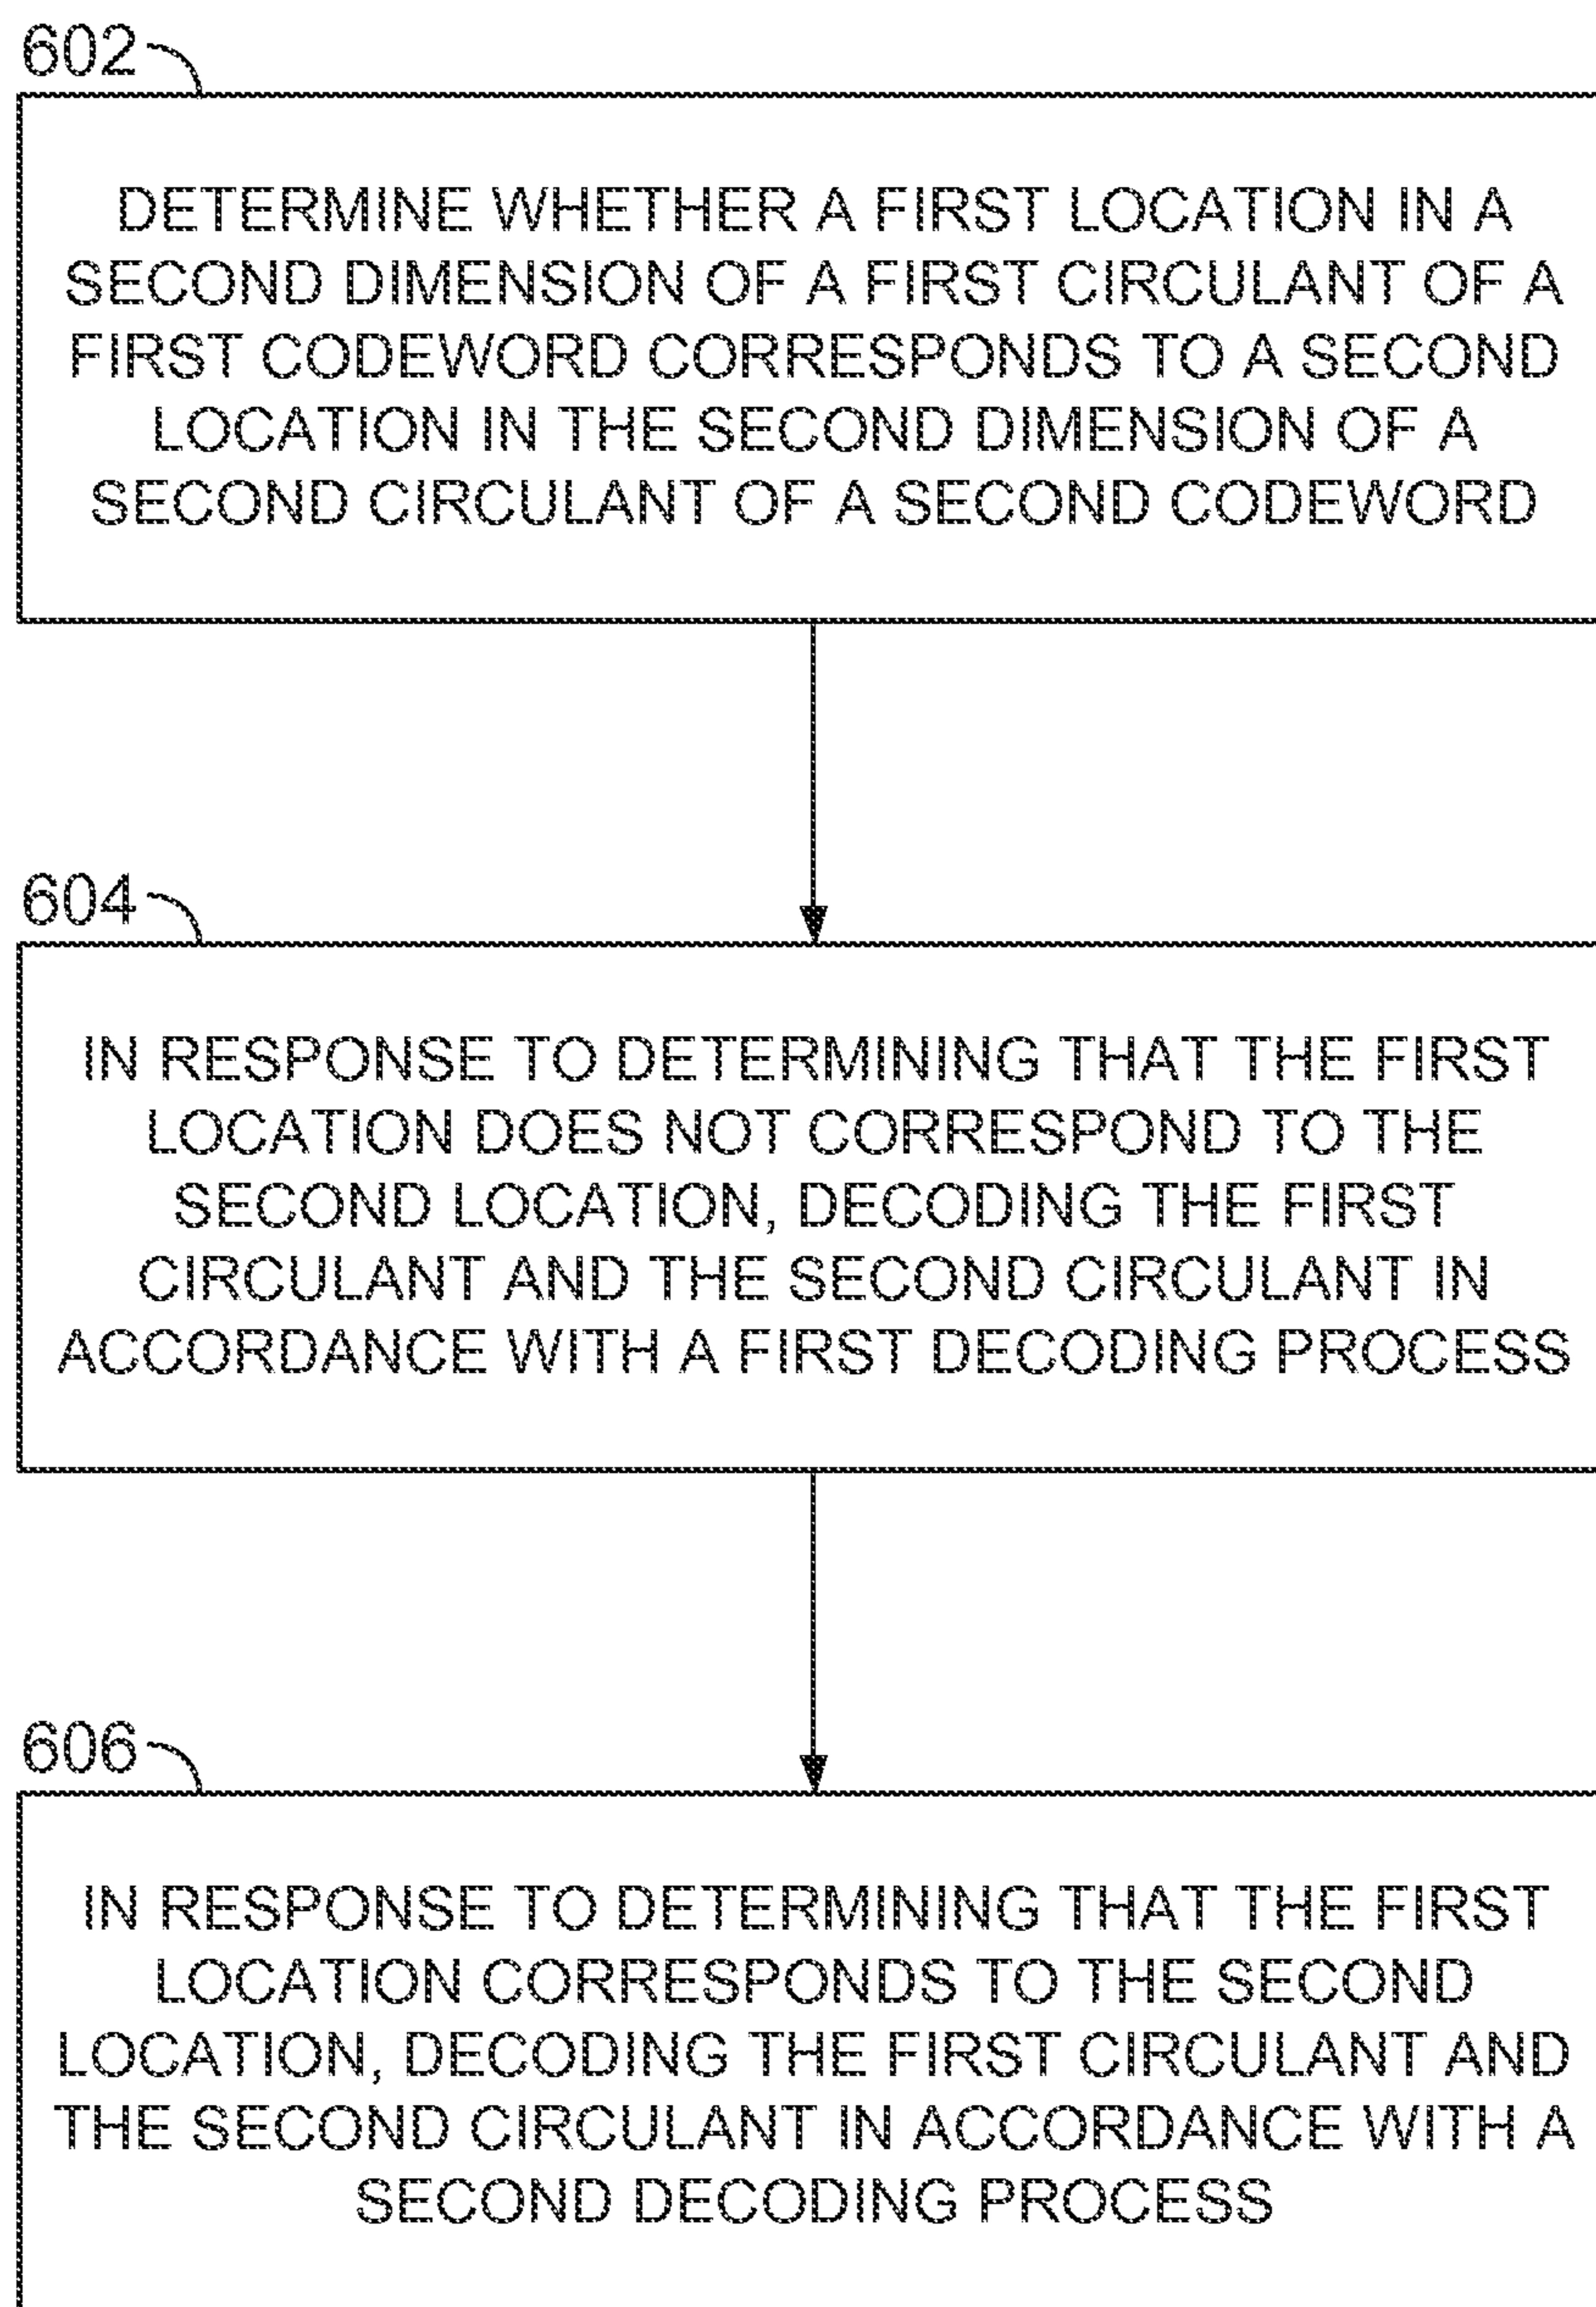 602
DETERMINE WHETHER A FIRST LOCATION IN A
SECOND DIMENSION OF A FIRST CIRCULANT OF A
FIRST CODEWORD CORRESPONDS TO A SECOND
LOCATION IN THE SECOND DIMENSION OF A
SECOND CIRCULANT OF A SECOND CODEWORD
604
IN RESPONSE TO DETERMINING THAT THE FIRST
LOCATION DOES NOT CORRESPOND TO THE
SECOND LOCATION, DECODING THE FIRST
CIRCULANT AND THE SECOND CIRCULANT IN
ACCORDANCE WITH A FIRST DECODING PROCESS
606
IN RESPONSE TO DETERMINING THAT THE FIRST
LOCATION CORRESPONDS TO THE SECOND
LOCATION, DECODING THE FIRST CIRCULANT AND
THE SECOND CIRCULANT IN ACCORDANCE WITH A
SECOND DECODING PROCESS